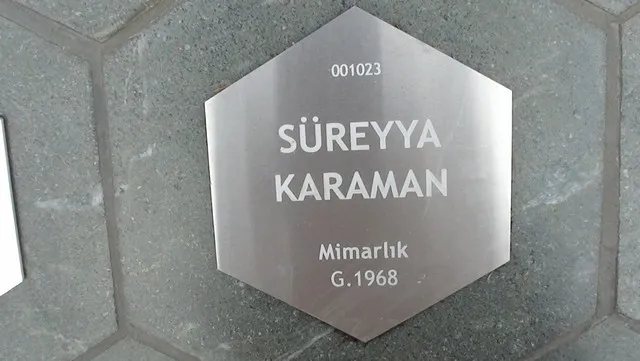 001023
SÜREYYA
KARAMAN
Mimarlık
G.1968